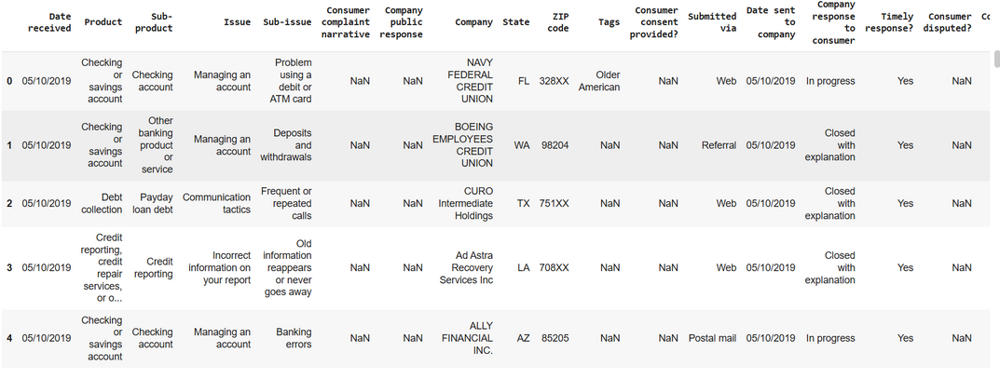 Date received Product Sub-product Issue Sub-issue Consumer complaint narrative Company public response Company State ZIP code Tags Consumer consent provided? Submitted via Date sent to company Company response to consumer Timely response? Consumer disputed?
0 05/10/2019 Checking or savings account Checking account Managing an account Problem using a debit or ATM card NaN NaN NAVY FEDERAL CREDIT UNION FL 328XX Older American NaN Web 05/10/2019 In progress Yes NaN
1 05/10/2019 Checking or savings account Other banking product or service Managing an account Deposits and withdrawals NaN NaN BOEING EMPLOYEES CREDIT UNION WA 98204 NaN NaN Referral 05/10/2019 Closed with explanation Yes NaN
2 05/10/2019 Debt collection Payday loan debt Communication tactics Frequent or repeated calls NaN NaN CURO Intermediate Holdings TX 751XX NaN NaN Web 05/10/2019 Closed with explanation Yes NaN
3 05/10/2019 Credit reporting, credit repair services, or o... Credit reporting Incorrect information on your report Old information reappears or never goes away NaN NaN Ad Astra Recovery Services Inc LA 708XX NaN NaN Web 05/10/2019 Closed with explanation Yes NaN
4 05/10/2019 Checking or savings account Checking account Managing an account Banking errors NaN NaN ALLY FINANCIAL INC. AZ 85205 NaN NaN Postal mail 05/10/2019 In progress Yes NaN